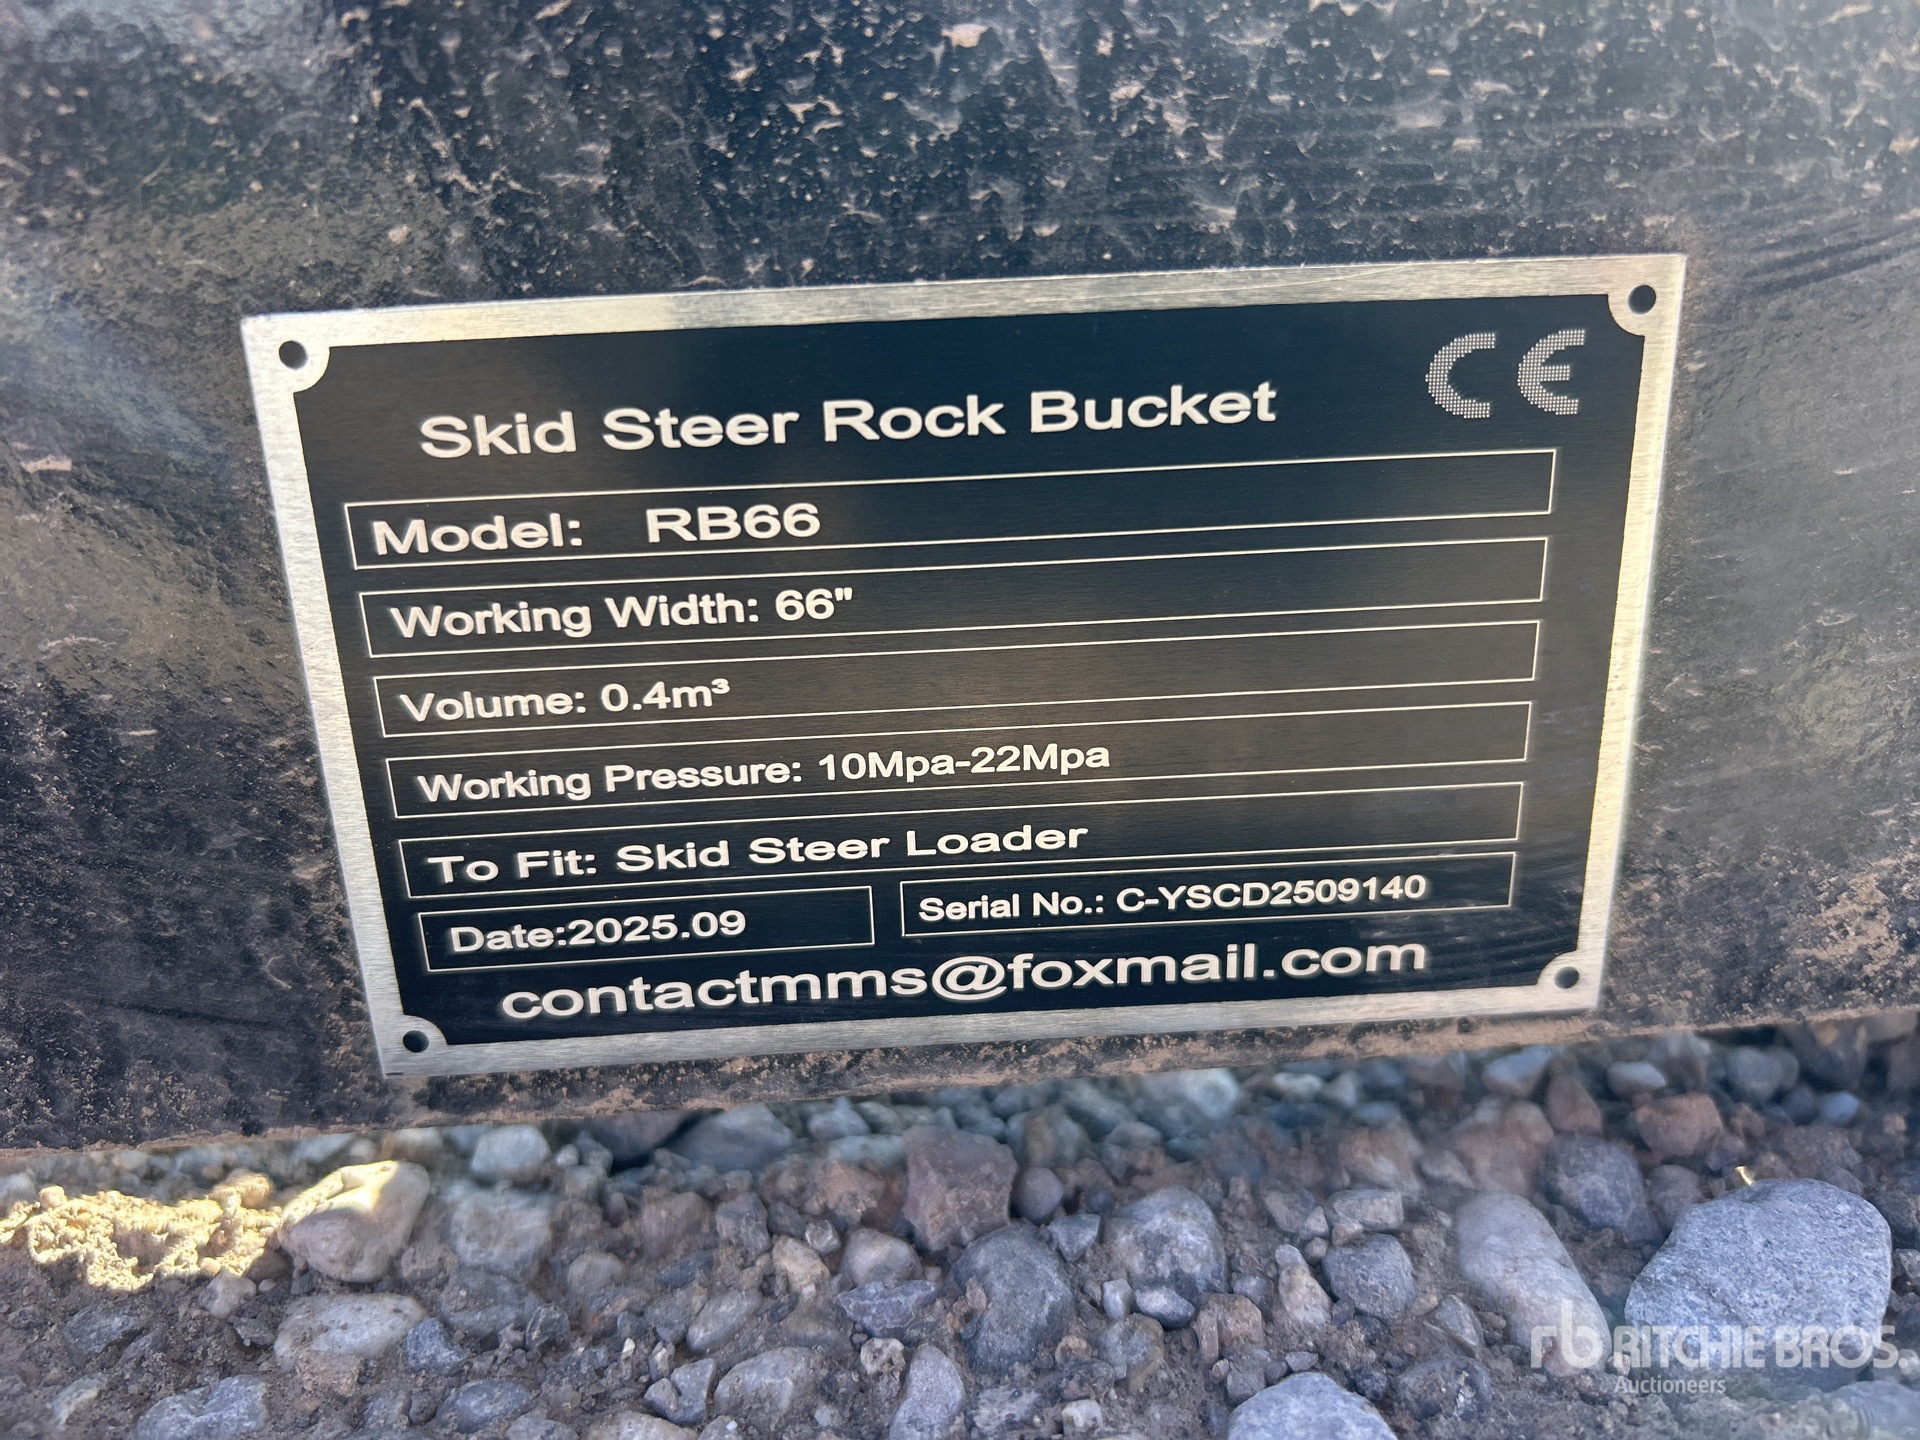 CE
Skid Steer Rock Bucket
Model: RB66
Working Width: 66"
Volume: 0.4m³
Working Pressure: 10Mpa-22Mpa
To Fit: Skid Steer Loader
Date:2025.09 Serial No.: C-YSCD2509140
contactmms@foxmail.com
rb RITCHIE BROS.
Auctioneers